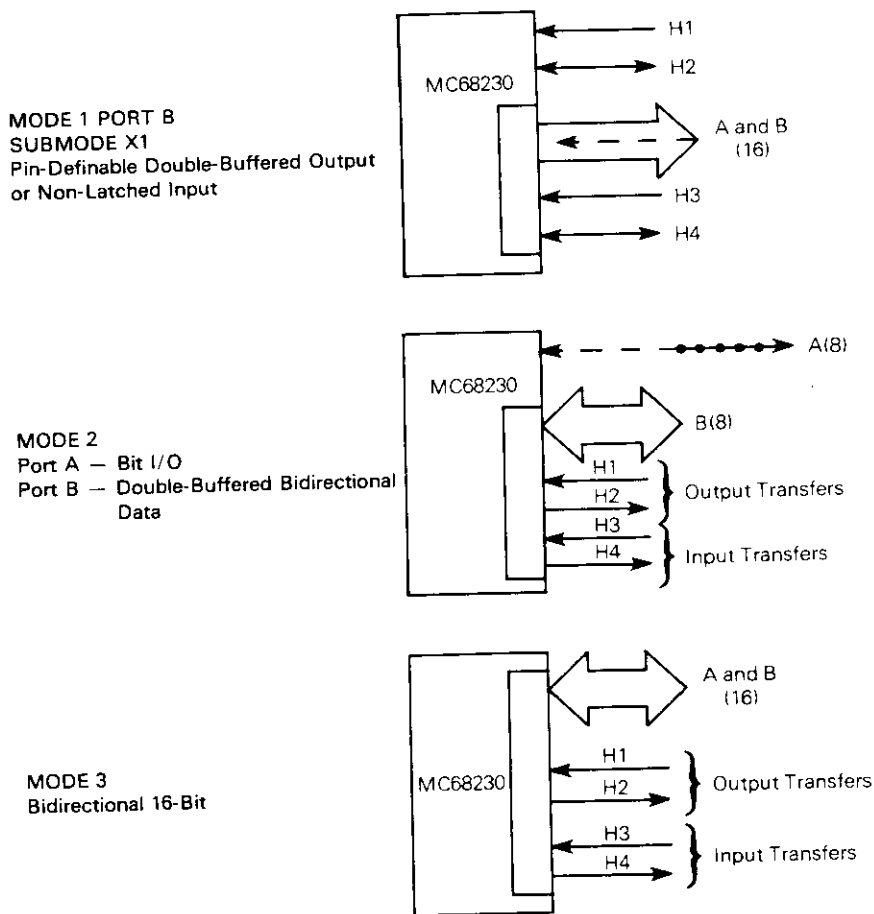 MODE 1 PORT B
SUBMODE X1
Pin-Definable Double-Buffered Output
or Non-Latched Input
MC68230
H1
H2
A and B
(16)
H3
H4
MODE 2
Port A — Bit I/O
Port B — Double-Buffered Bidirectional
Data
MC68230
A(8)
B(8)
H1
H2
Output Transfers
H3
H4
Input Transfers
MODE 3
Bidirectional 16-Bit
MC68230
A and B
(16)
H1
H2
Output Transfers
H3
H4
Input Transfers